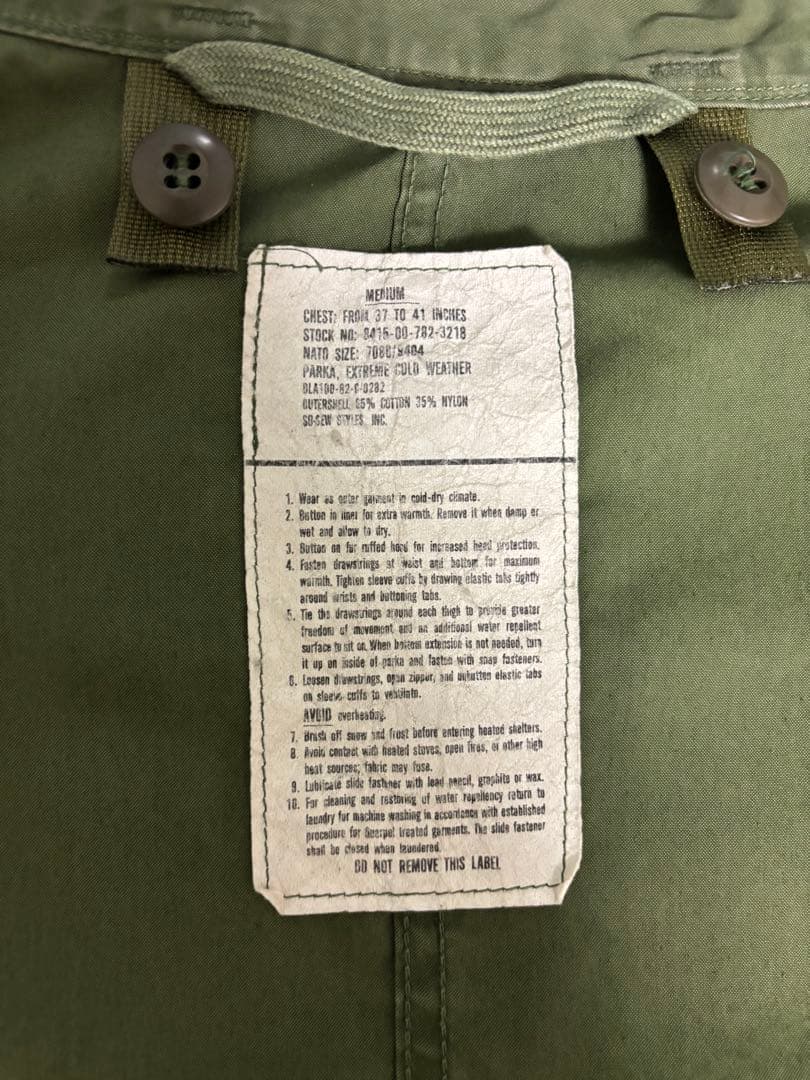 MEDIUM
CHEST: FROM 37 TO 41 INCHES
STOCK NO: 8415-00-782-3218
NATO SIZE: 7080/9404
PARKA, EXTREME COLD WEATHER
DLA100-82-C-0282
OUTERSHELL 65% COTTON 35% NYLON
SO-SEW STYLES, INC.
1. Wear as outer garment in cold-dry climate.
2. Button in liner for extra warmth. Remove it when damp or
wet and allow to dry.
3. Button on fur ruffed hood for increased head protection.
4. Fasten drawstrings at waist and bottom for maximum
warmth. Tighten sleeve cuffs by drawing elastic tabs tightly
around wrists and buttoning tabs.
5. Tie the drawstrings around each thigh to provide greater
freedom of movement and an additional water repellent
surface to sit on. When bottom extension is not needed, turn
it up on inside of parka and fasten with snap fasteners.
6. Loosen drawstrings, open zipper, and unbutton elastic tabs
on sleeve cuffs to ventilate.
AVOID overheating.
7. Brush off snow and frost before entering heated shelters.
8. Avoid contact with heated stoves, open fires, or other high
heat sources; fabric may fuse.
9. Lubricate slide fastener with lead pencil, graphite or wax.
10. For cleaning and restoring of water repellency return to
laundry for machine washing in accordance with established
procedure for Quarpel treated garments. The slide fastener
shall be closed when laundered.
DO NOT REMOVE THIS LABEL